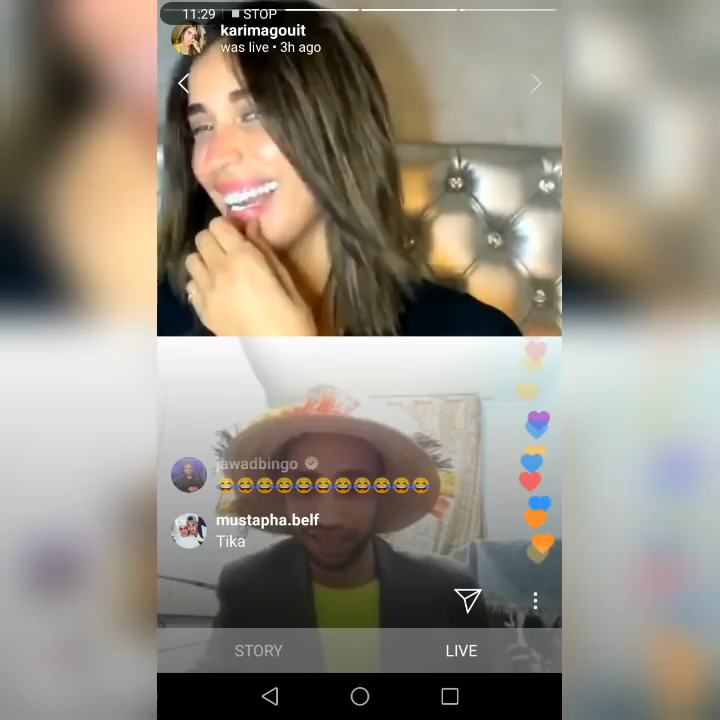 11:29 STOP
karimagouit
was live • 3h ago
jawadbingo
😂😂😂😂😂😂😂😂😂😂😂
mustapha.belf
Tika
STORY LIVE